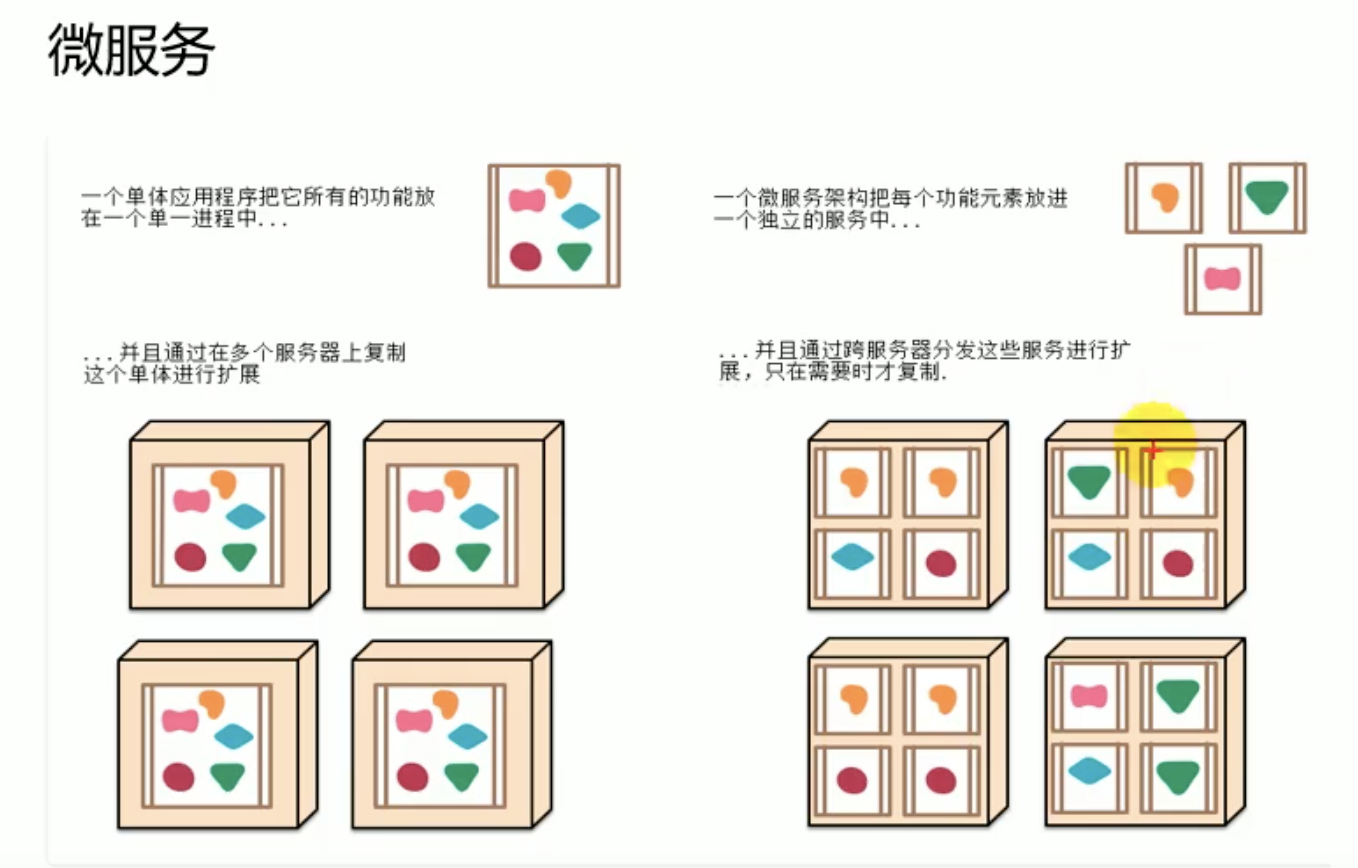 微服务
一个单体应用程序把它所有的功能放
在一个单一进程中...
...并且通过在多个服务器上复制
这个单体进行扩展
一个微服务架构把每个功能元素放进
一个独立的服务中...
...并且通过跨服务器分发这些服务进行扩
展，只在需要时才复制.